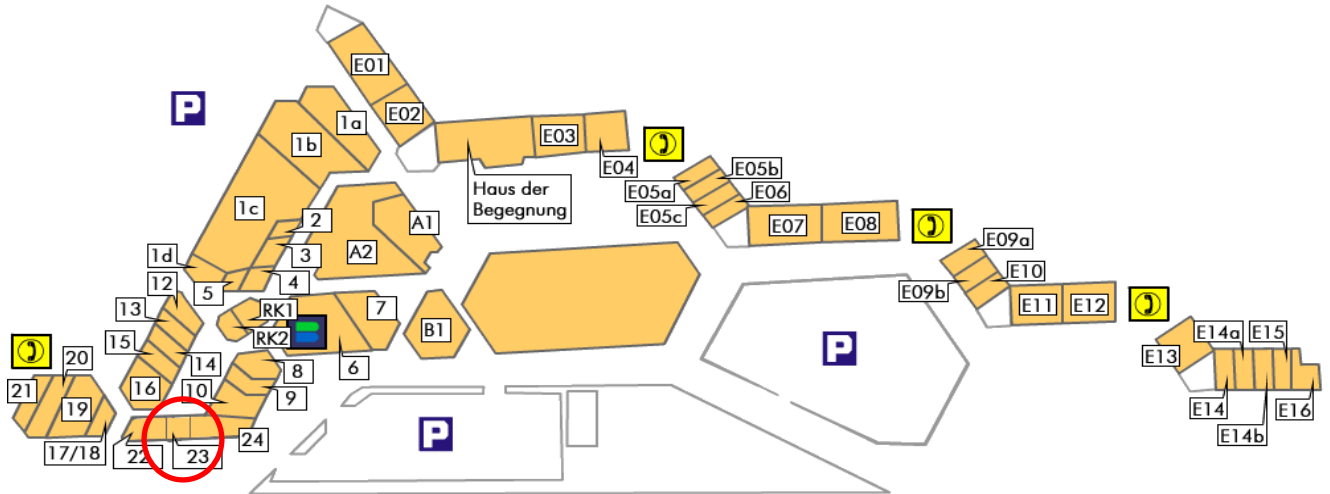 E01
E02
1a
P
1b
E03
E04
Haus der
Begegnung
E05b
E05a
E06
E05c
1c
2
A1
E07
E08
3
A2
1d
4
E09a
12
5
E10
E09b
13
RK1
7
E11
E12
B1
15
RK2
P
E14a
E15
14
6
E13
20
8
21
16
10
9
19
E14
E16
24
P
E14b
17/18
22
23